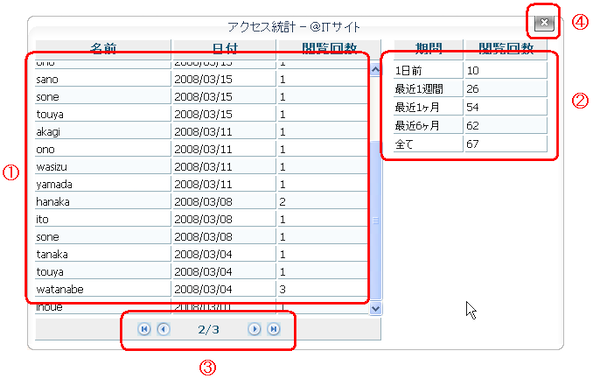 アクセス統計 - @ITサイト
④
名前 日付 閲覧回数
期間 閲覧回数
ono 2008/03/15 1
sano 2008/03/15 1
sone 2008/03/15 1
touya 2008/03/15 1
akagi 2008/03/11 1
ono 2008/03/11 1
wasizu 2008/03/11 1
yamada 2008/03/11 1
hanaka 2008/03/08 2
ito 2008/03/08 1
sone 2008/03/08 1
tanaka 2008/03/04 1
touya 2008/03/04 1
watanabe 2008/03/04 3
inoue 2008/03/01 1
①
1日前 10
最近1週間 26
最近1ヶ月 54
最近6ヶ月 62
全て 67
②
2/3
③